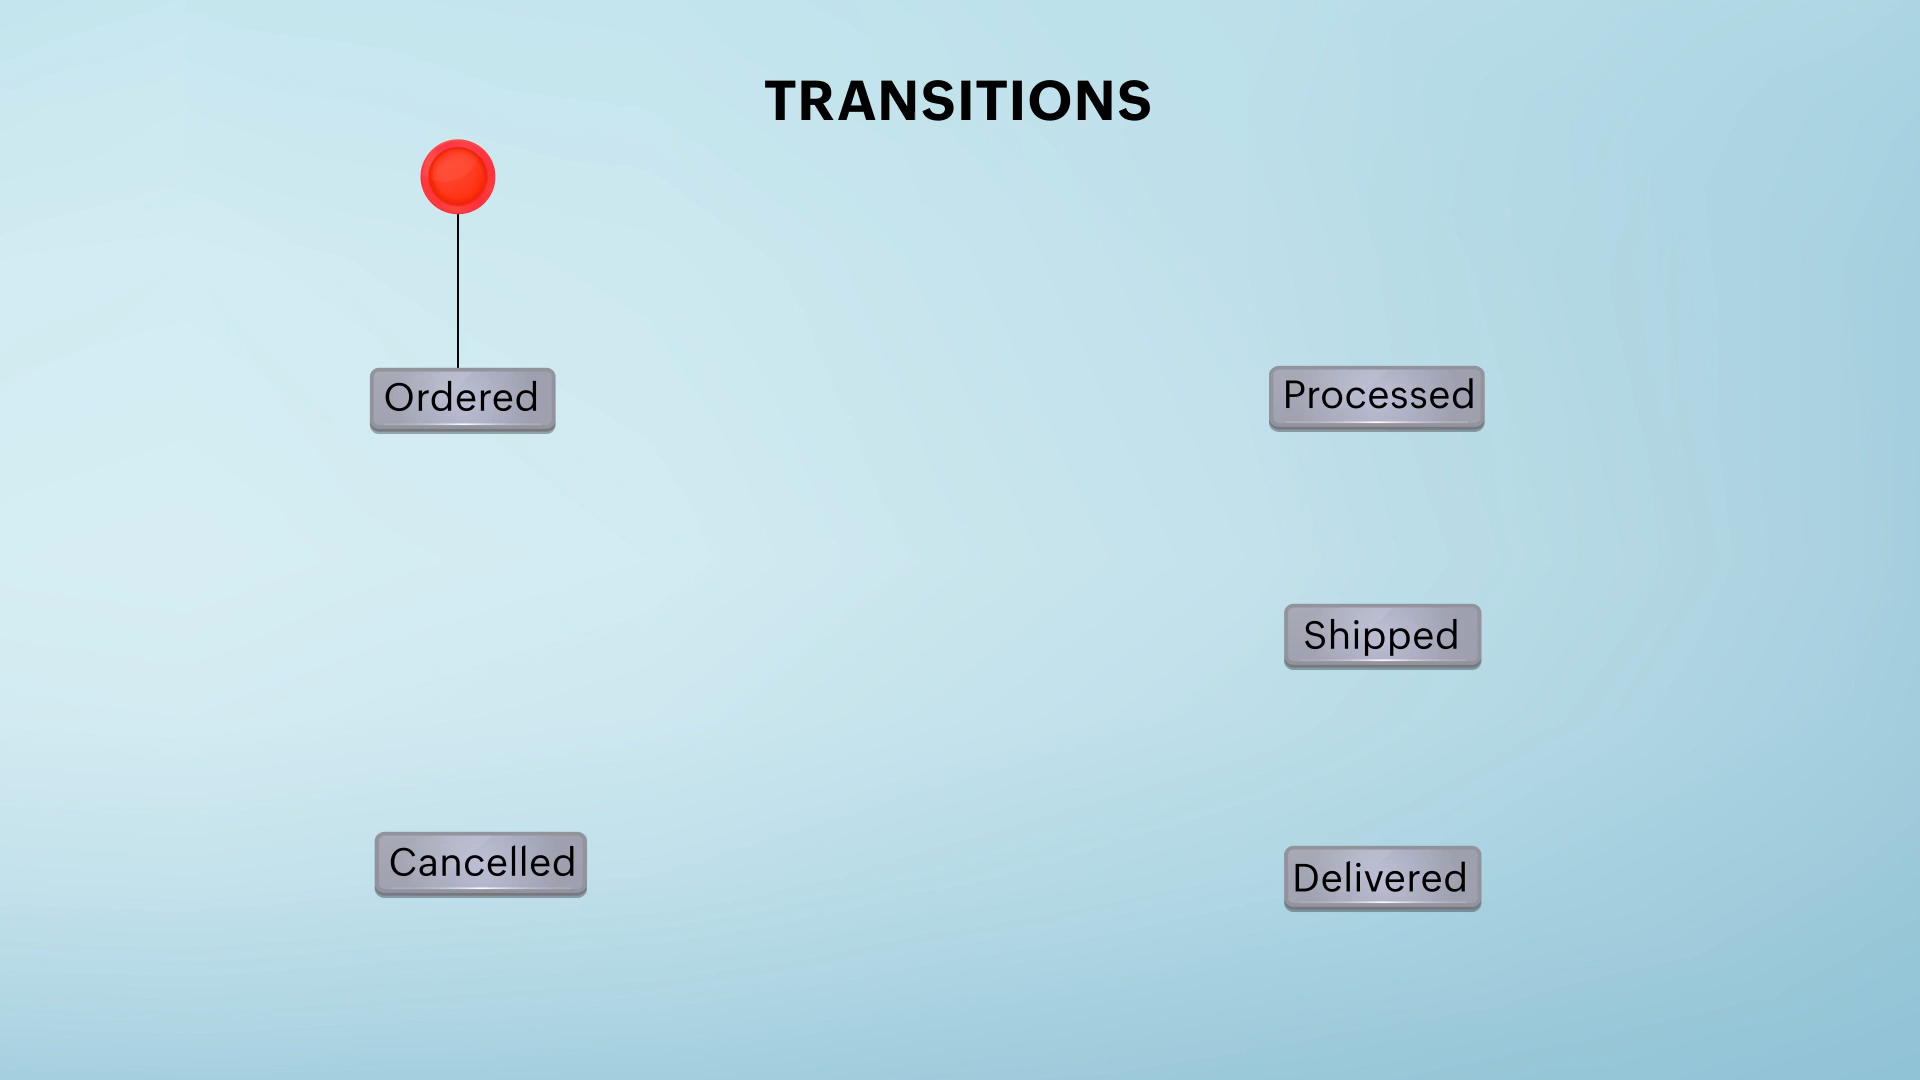 TRANSITIONS
Ordered
Processed
Shipped
Cancelled
Delivered